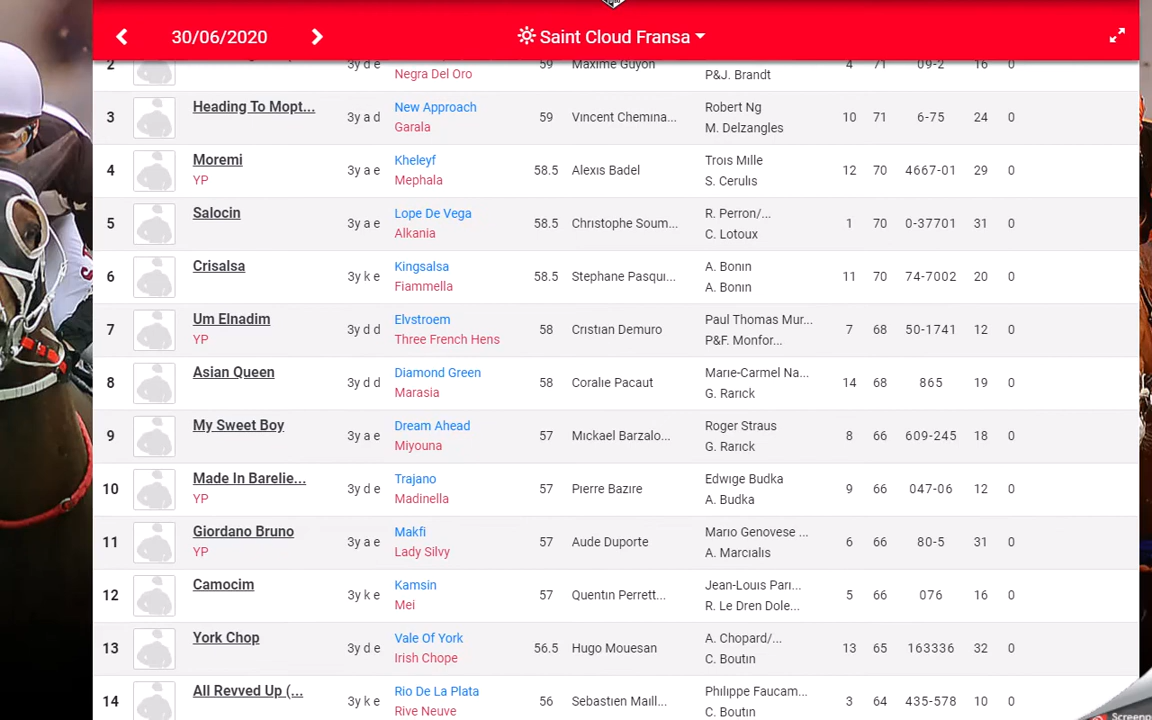 30/06/2020
Saint Cloud Fransa
2 3y d e Negra Del Oro 59 Maxime Guyon P&J. Brandt 4 71 09-2 16 0
3 Heading To Mopt... 3y a d New Approach 59 Vincent Chemina... Robert Ng 10 71 6-75 24 0
Garala M. Delzangles
4 Moremi 3y a e Kheleyf 58.5 Alexis Badel Trois Mille 12 70 4667-01 29 0
YP Mephala S. Cerulis
5 Salocin 3y a e Lope De Vega 58.5 Christophe Soum... R. Perron/... 1 70 0-37701 31 0
Alkania C. Lotoux
6 Crisalsa 3y k e Kingsalsa 58.5 Stephane Pasqui... A. Bonin 11 70 74-7002 20 0
Fiammella A. Bonin
7 Um Elnadim 3y d d Elvstroem 58 Cristian Demuro Paul Thomas Mur... 7 68 50-1741 12 0
YP Three French Hens P&F. Monfor...
8 Asian Queen 3y d d Diamond Green 58 Coralie Pacaut Marie-Carmel Na... 14 68 865 19 0
Marasia G. Rarick
9 My Sweet Boy 3y a e Dream Ahead 57 Mickael Barzalo... Roger Straus 8 66 609-245 18 0
Miyouna G. Rarick
10 Made In Barelie... 3y d e Trajano 57 Pierre Bazire Edwige Budka 9 66 047-06 12 0
YP Madinella A. Budka
11 Giordano Bruno 3y a e Makfi 57 Aude Duporte Mario Genovese ... 6 66 80-5 31 0
YP Lady Silvy A. Marcialis
12 Camocim 3y k e Kamsin 57 Quentin Perrett... Jean-Louis Pari... 5 66 076 16 0
Mei R. Le Dren Dole...
13 York Chop 3y d e Vale Of York 56.5 Hugo Mouesan A. Chopard/... 13 65 163336 32 0
Irish Chope C. Boutin
14 All Revved Up (... 3y k e Rio De La Plata 56 Sebastien Maill... Philippe Faucam... 3 64 435-578 10 0
Rive Neuve C. Boutin